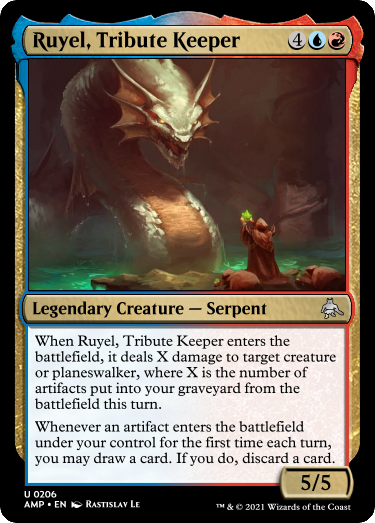 Ruyel, Tribute Keeper 4
Legendary Creature — Serpent
When Ruyel, Tribute Keeper enters the
battlefield, it deals X damage to target creature
or planeswalker, where X is the number of
artifacts put into your graveyard from the
battlefield this turn.
Whenever an artifact enters the battlefield
under your control for the first time each turn,
you may draw a card. If you do, discard a card.
5/5
U 0206
AMP • EN Rastislav Le ™ & © 2021 Wizards of the Coast